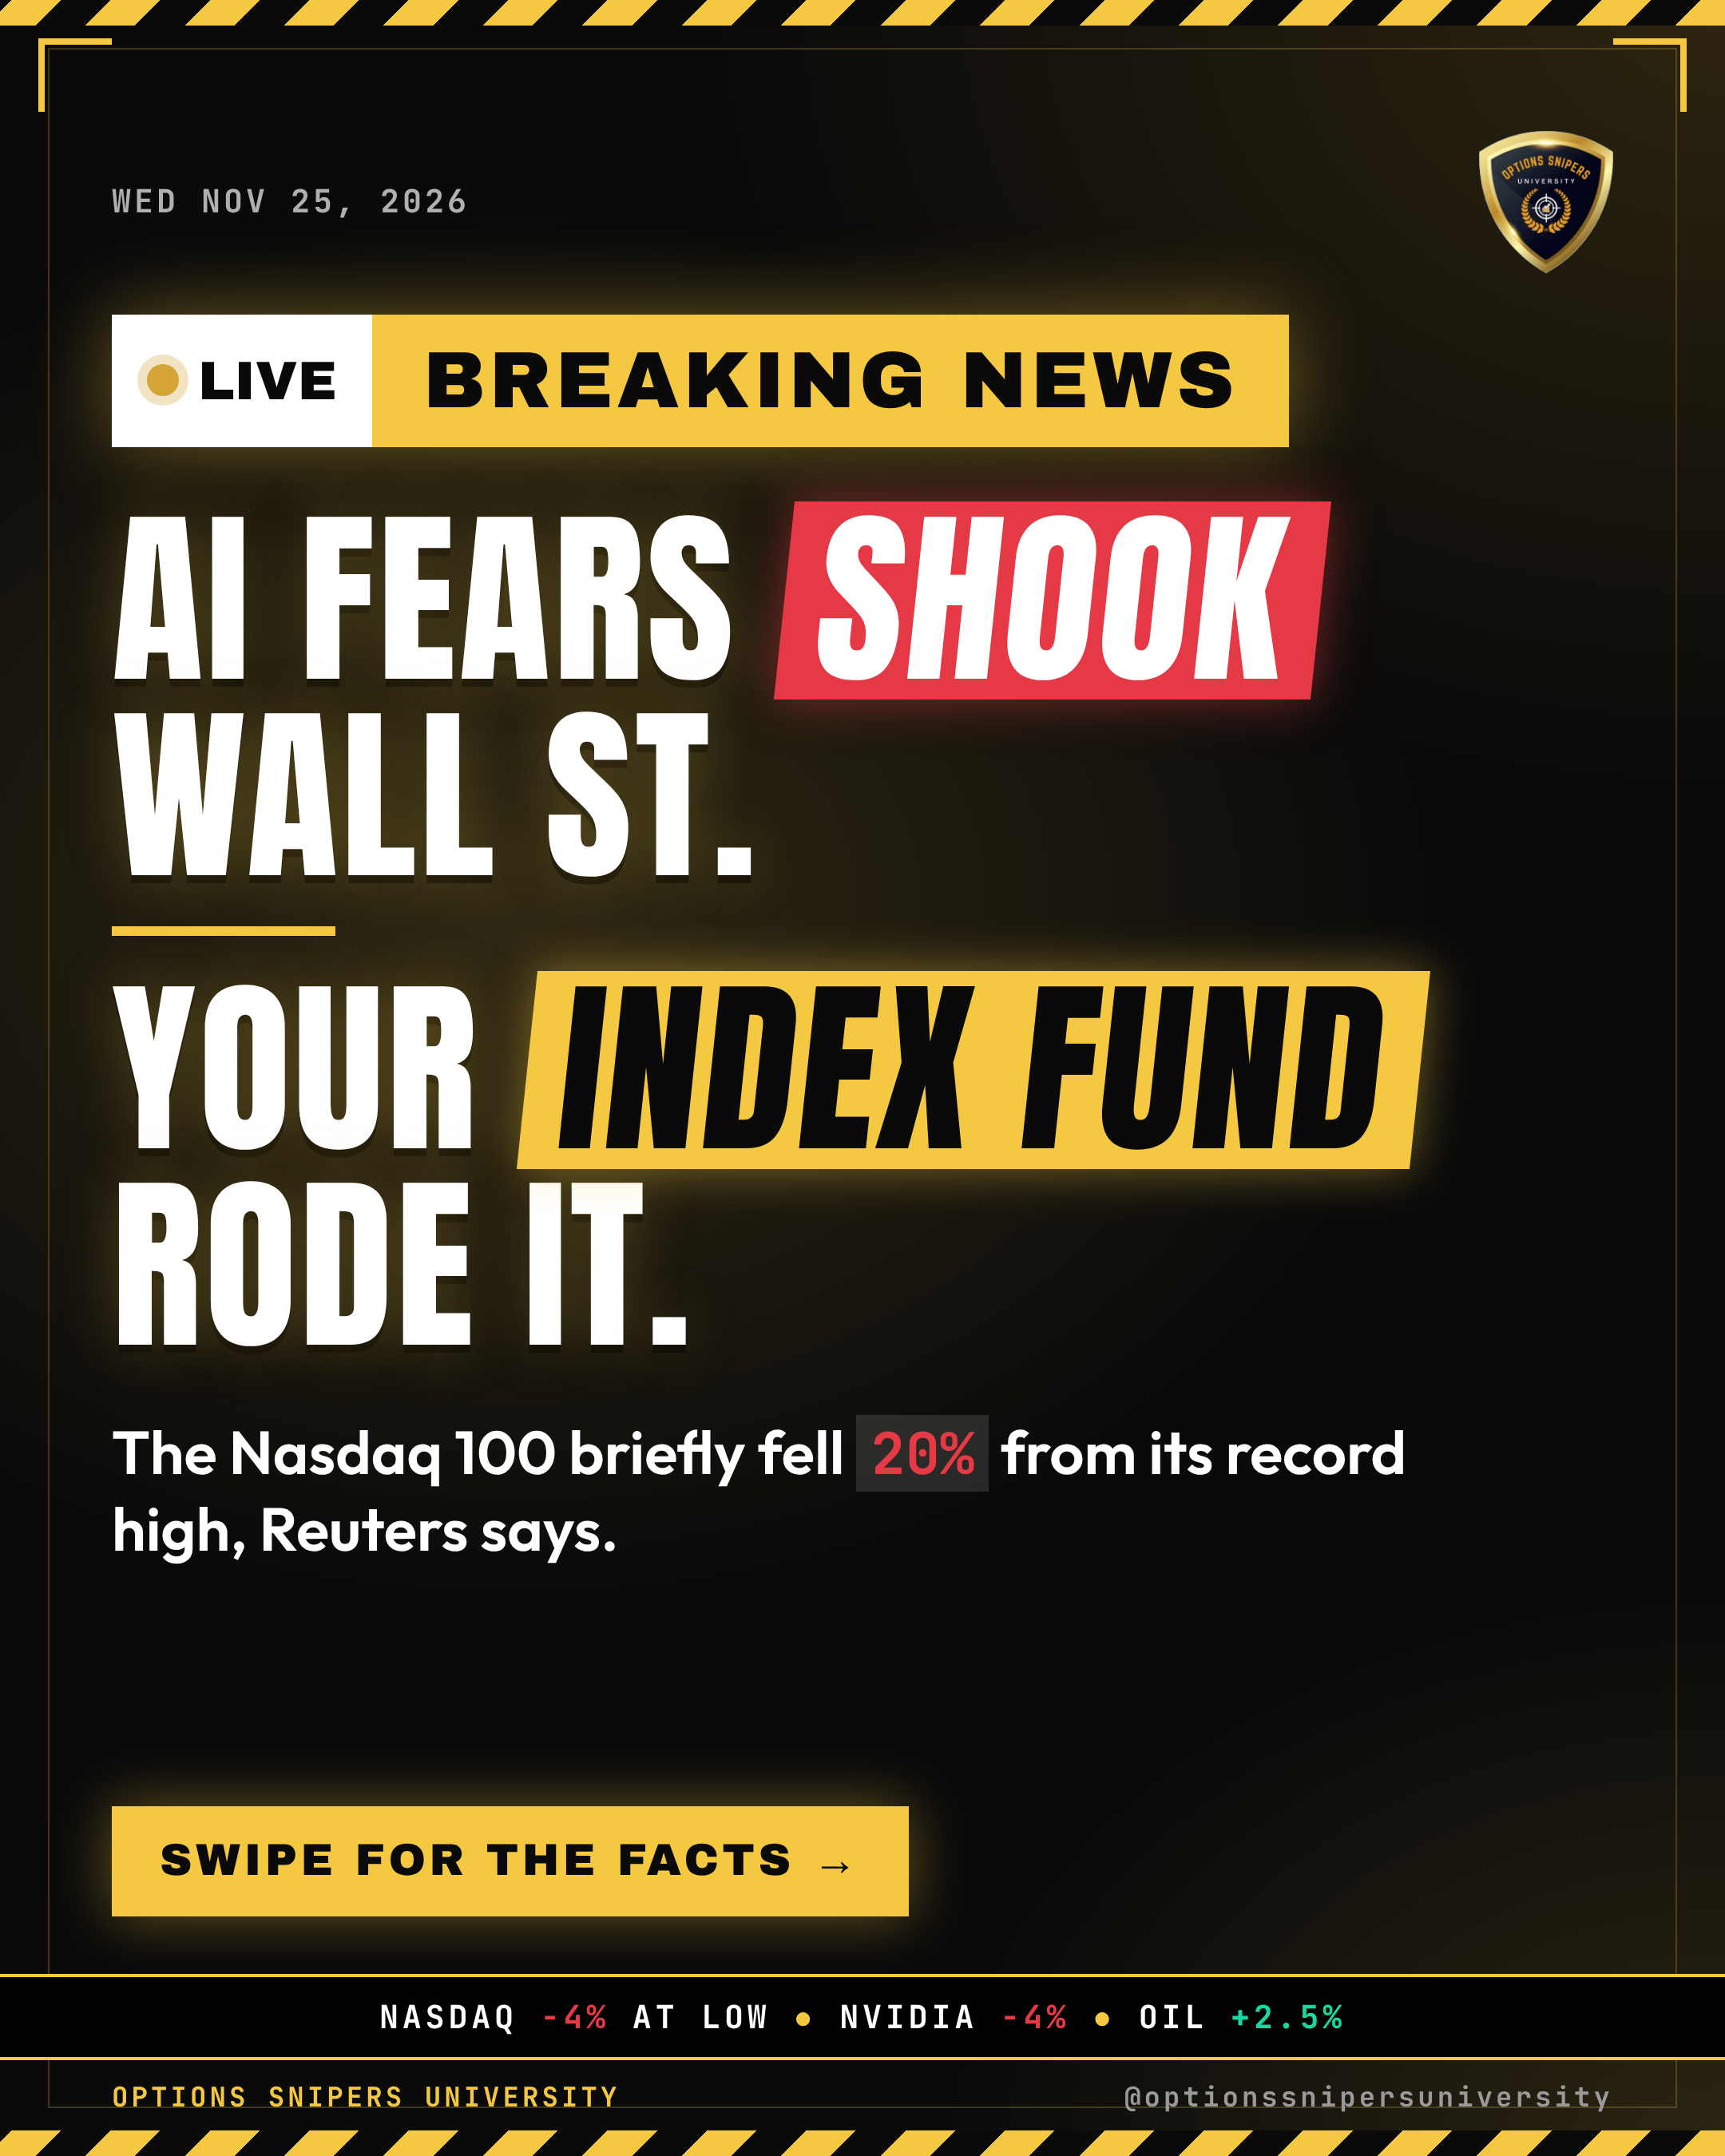 WED NOV 25, 2026
OPTIONS SNIPERS
UNIVERSITY
LIVE
BREAKING NEWS
AI FEARS SHOOK
WALL ST.
YOUR INDEX FUND
RODE IT.
The Nasdaq 100 briefly fell 20% from its record
high, Reuters says.
SWIPE FOR THE FACTS →
NASDAQ -4% AT LOW ● NVIDIA -4% ● OIL +2.5%
OPTIONS SNIPERS UNIVERSITY
@optionssnipersuniversity